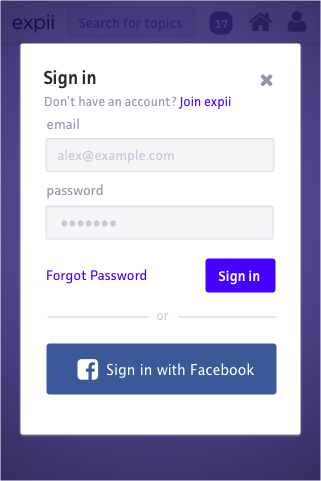 expii Search for topics 17
Sign in
Don't have an account? Join expii
email
alex@example.com
password
Forgot Password Sign in
or
Sign in with Facebook